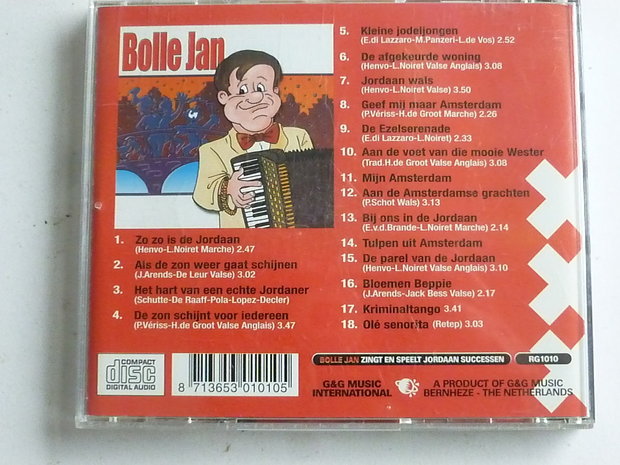 Bolle Jan
1. Zo zo is de Jordaan
(Henvo-L.Noiret Marche) 2.47
2. Als de zon weer gaat schijnen
(J.Arends-De Leur Valse) 3.02
3. Het hart van een echte Jordaner
(Schutte-De Raaff-Pola-Lopez-Decler)
4. De zon schijnt voor iedereen
(P.Vériss-H.de Groot Valse Anglais) 3.47
5. Kleine jodeljongen
(E.di Lazzaro-M.Panzeri-L.de Vos) 2.52
6. De afgekeurde woning
(Henvo-L.Noiret Valse Anglais) 3.08
7. Jordaan wals
(Henvo-L.Noiret Valse) 3.50
8. Geef mij maar Amsterdam
(P.Vériss-H.de Groot Marche) 2.26
9. De Ezelserenade
(E.di Lazzaro-L.Noiret) 2.33
10. Aan de voet van die mooie Wester
(Trad.H.de Groot Valse Anglais) 3.08
11. Mijn Amsterdam
12. Aan de Amsterdamse grachten
(P.Schot Wals) 3.13
13. Bij ons in de Jordaan
(E.v.d.Brande-L.Noiret Marche) 2.14
14. Tulpen uit Amsterdam
15. De parel van de Jordaan
(Henvo-L.Noiret Valse Anglais) 3.10
16. Bloemen Beppie
(J.Arends-Jack Bess Valse) 2.17
17. Kriminaltango 3.41
18. Olé senorita (Retep) 3.03
COMPACT
disc
DIGITAL AUDIO
8 713653 010105
BOLLE JAN ZINGT EN SPEELT JORDAAN SUCCESSEN
RG1010
G&G MUSIC
INTERNATIONAL
A PRODUCT OF G&G MUSIC
BERNHEZE - THE NETHERLANDS